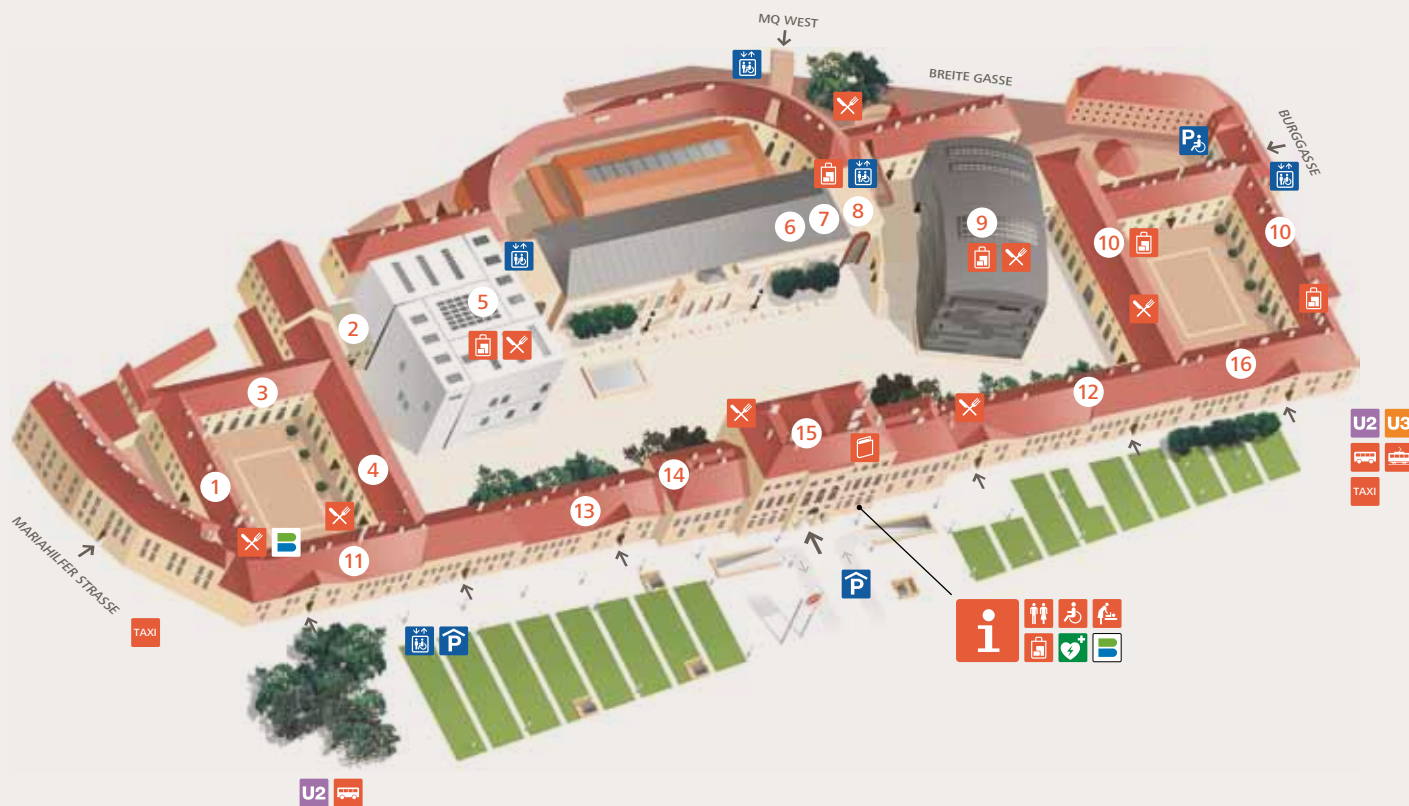 MQ WEST
BREITE GASSE
BURGGASSE
P
8
7
6
9
10
10
5
2
3
16
12
15
4
14
1
13
11
U2 U3
TAXI
MARIAHILFER STRASSE
TAXI
P
P
i
B
B
U2